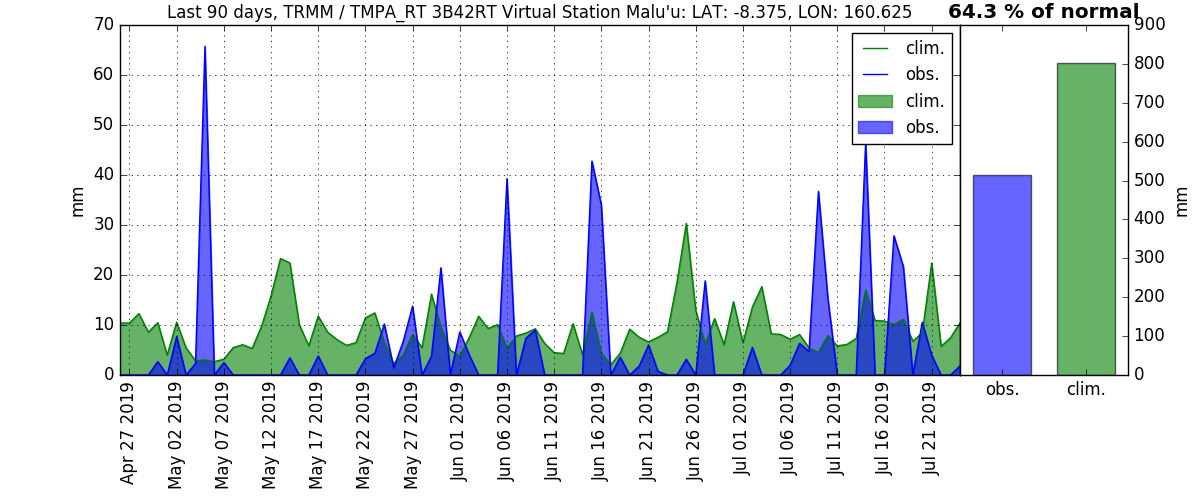 Last 90 days, TRMM / TMPA_RT 3B42RT Virtual Station Malu'u: LAT: -8.375, LON: 160.625
64.3 % of normal
70
60
50
40
30
20
10
0
mm
clim.
obs.
clim.
obs.
900
800
700
600
500
400
300
200
100
0
mm
obs.
clim.
Apr 27 2019
May 02 2019
May 07 2019
May 12 2019
May 17 2019
May 22 2019
May 27 2019
Jun 01 2019
Jun 06 2019
Jun 11 2019
Jun 16 2019
Jun 21 2019
Jun 26 2019
Jul 01 2019
Jul 06 2019
Jul 11 2019
Jul 16 2019
Jul 21 2019